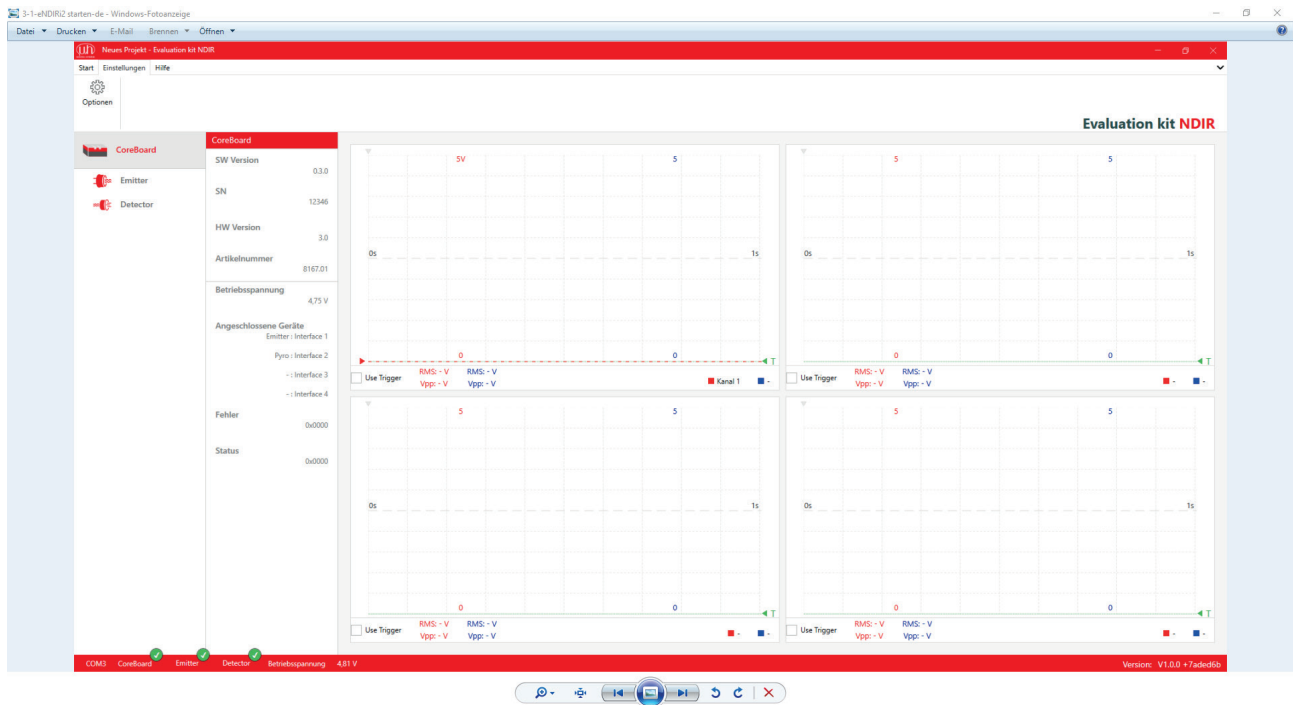 3-1-eNDIRi2 starten-de - Windows-Fotoanzeige
Datei Drucken E-Mail Brennen Öffnen
Neues Projekt - Evaluation kit NDIR
Start Einstellungen Hilfe
Optionen
Evaluation kit NDIR
CoreBoard
Emitter
Detector
CoreBoard
SW Version
0.3.0
SN
12346
HW Version
3.0
Artikelnummer
8167.01
Betriebsspannung
4,75 V
Angeschlossene Geräte
Emitter : Interface 1
Pyro : Interface 2
- : Interface 3
- : Interface 4
Fehler
0x0000
Status
0x0000
5V 5
0s 1s
0 0
T
Use Trigger RMS: - V RMS: - V
Vpp: - V Vpp: - V
Kanal 1 -
5 5
0s 1s
0 0
T
Use Trigger RMS: - V RMS: - V
Vpp: - V Vpp: - V
- -
5 5
0s 1s
0 0
T
Use Trigger RMS: - V RMS: - V
Vpp: - V Vpp: - V
- -
5 5
0s 1s
0 0
T
Use Trigger RMS: - V RMS: - V
Vpp: - V Vpp: - V
- -
COM3 CoreBoard Emitter Detector Betriebsspannung 4,81 V Version: V1.0.0 +7aded6b